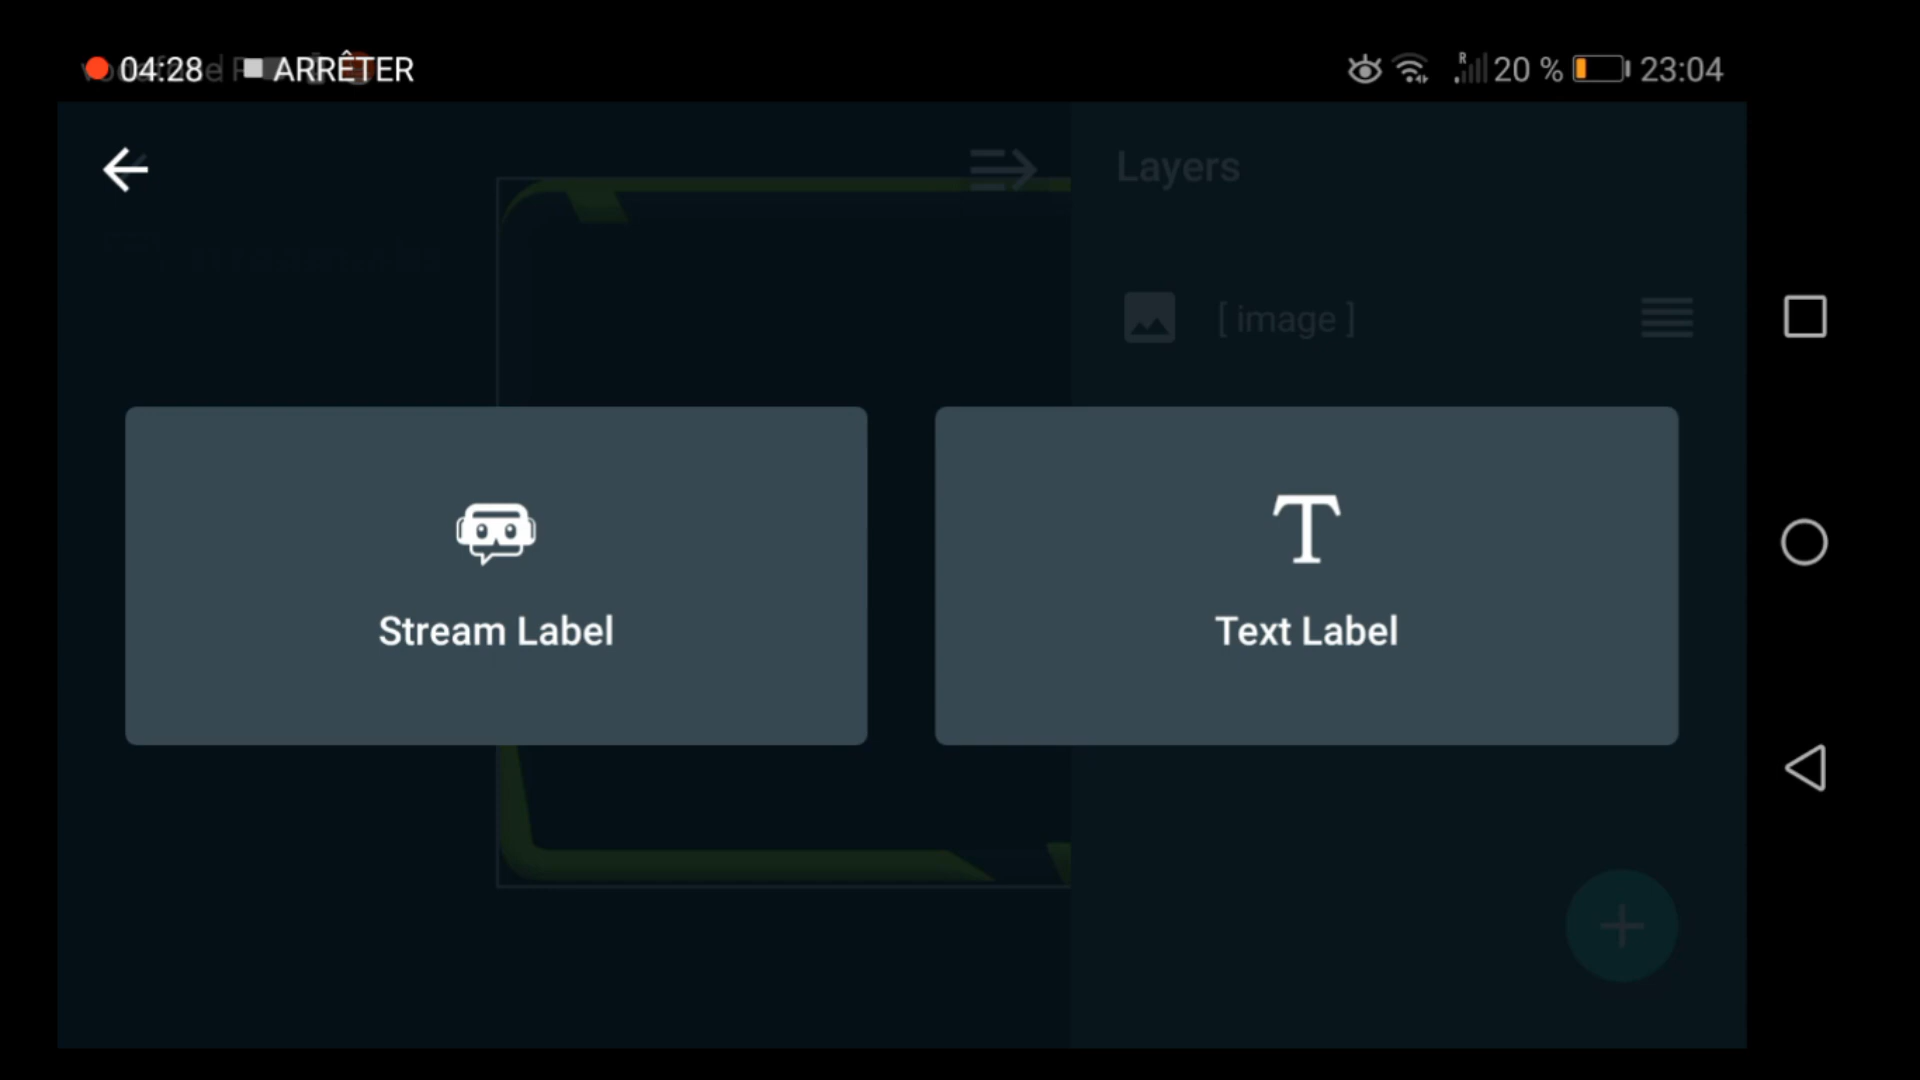 04:28 ARRÊTER 20 % 23:04
Layers
[ image ]
Stream Label
Text Label